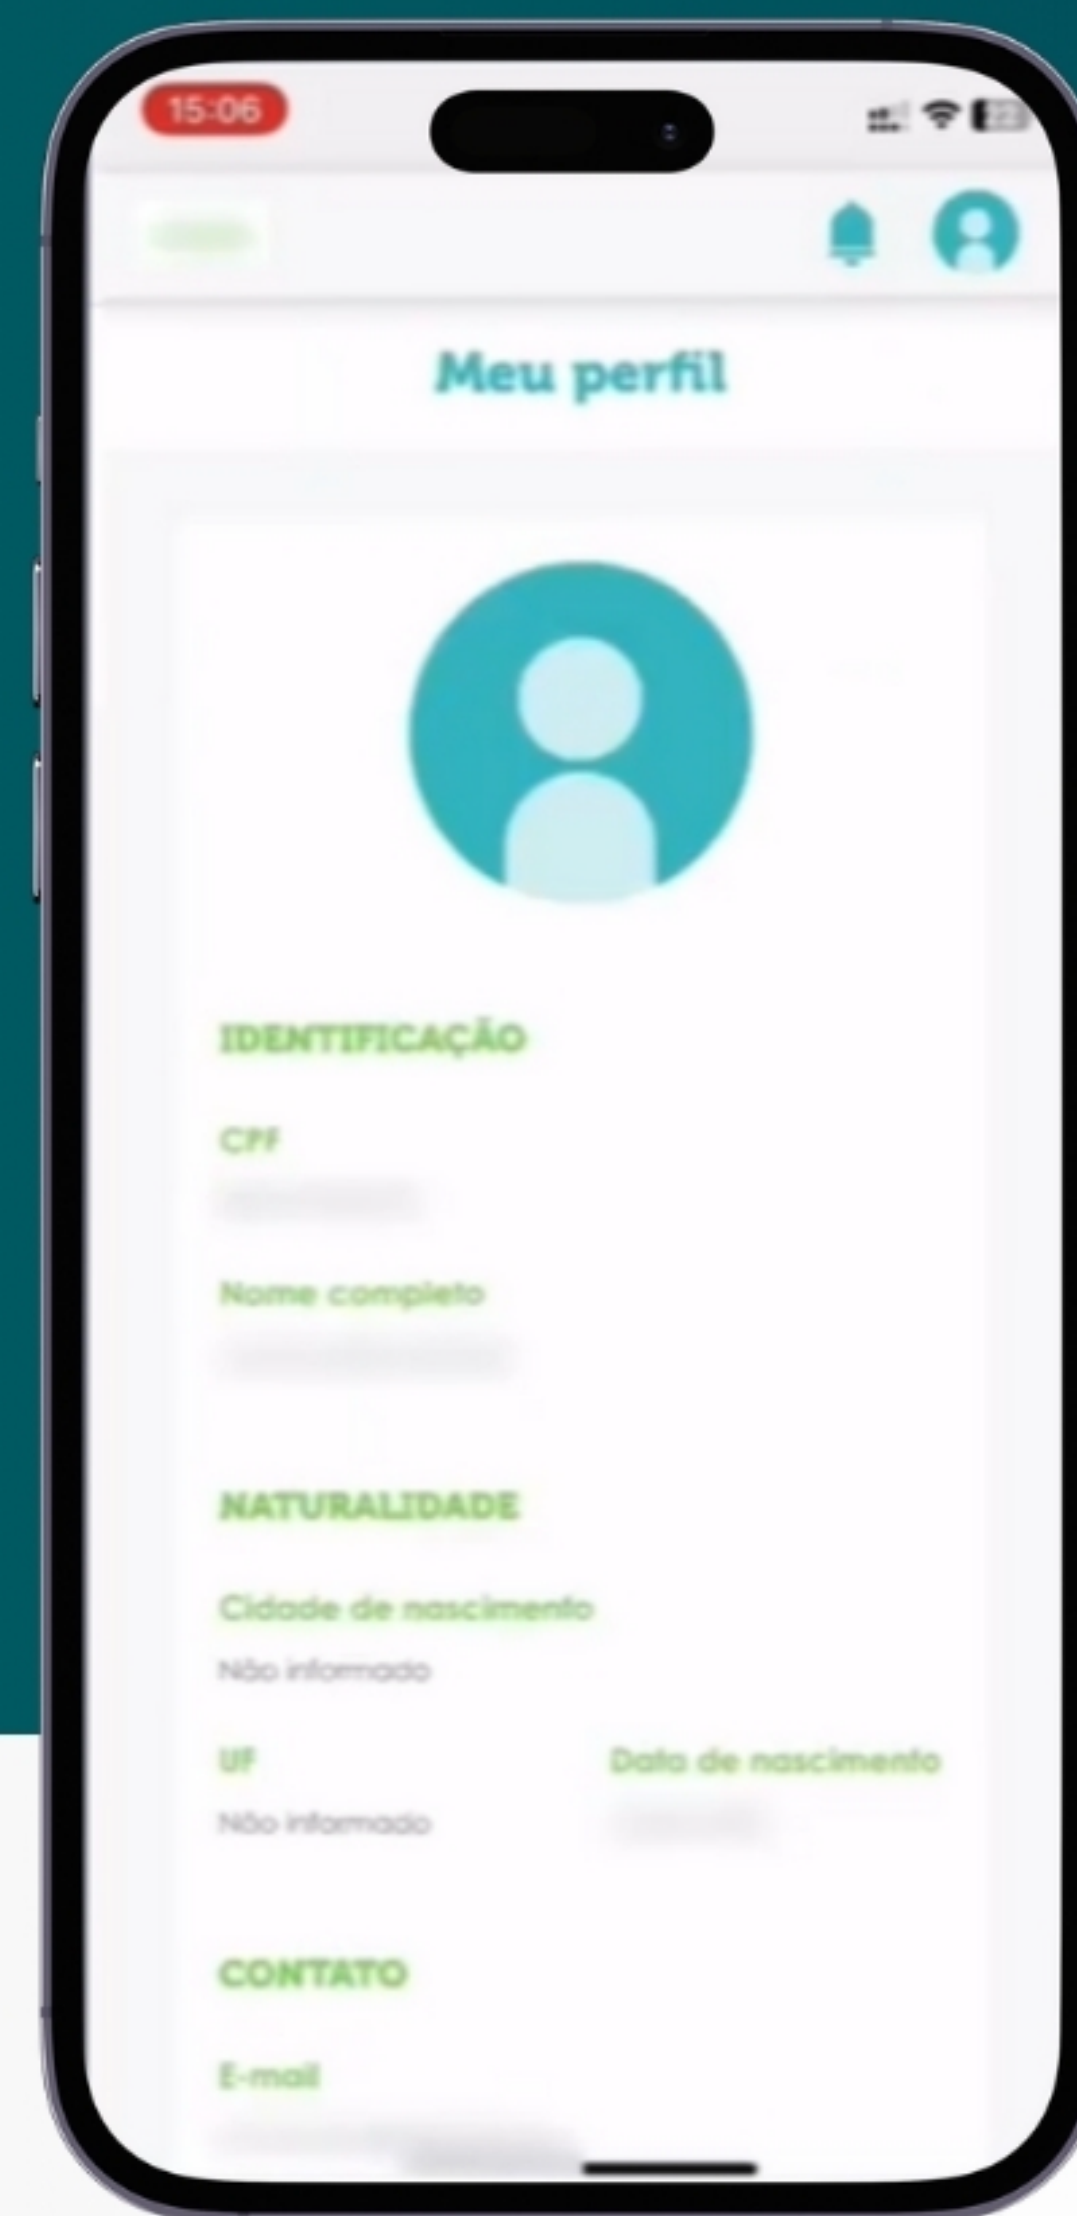 15:06
Meu perfil
IDENTIFICAÇÃO
CPF
Nome completo
NATURALIDADE
Cidade de nascimento
Não informado
UF Data de nascimento
Não informado
CONTATO
E-mail